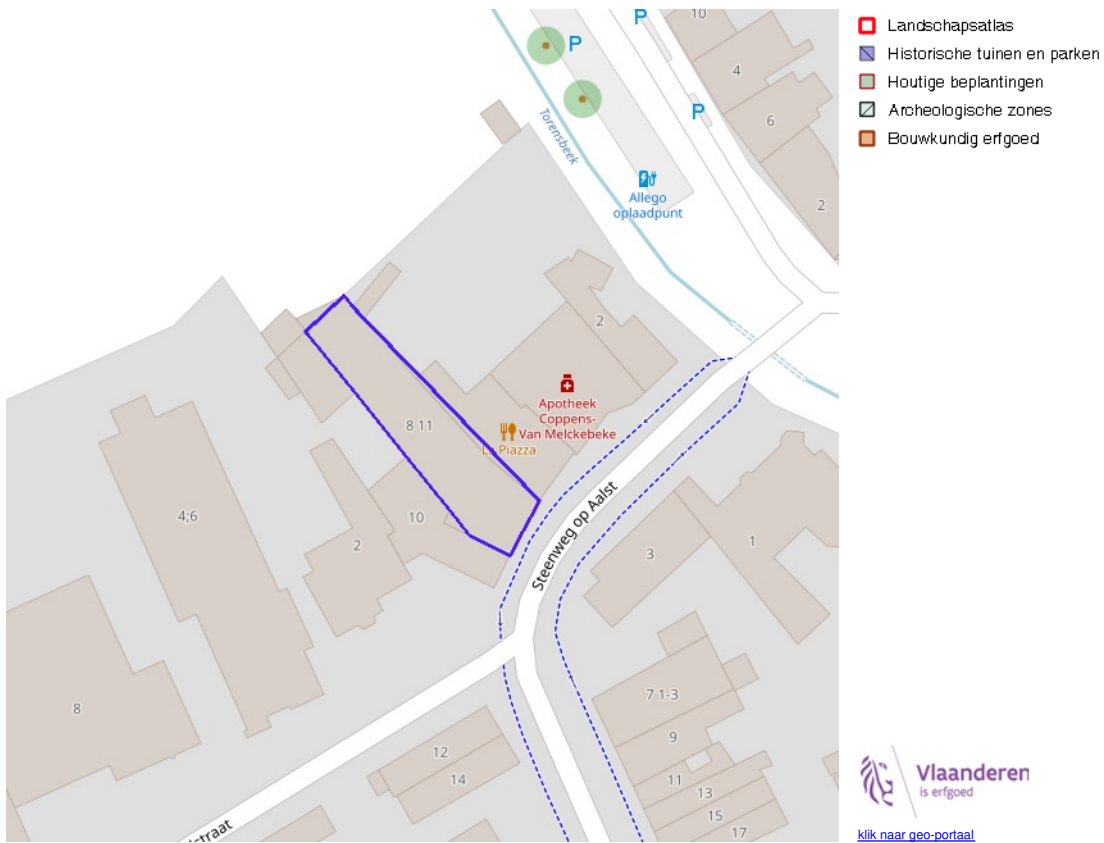 10
P
P
4
P
6
Torensbeek
Allego
oplaadpunt
2
2
Apotheek
Coppens-
Van Melckebeke
La Piazza
8 11
4;6
10
2
Steenweg op Aalst
3
1
7 1-3
8
9
12
14
11
13
15
17
lstraat
Landschapsatlas
Historische tuinen en parken
Houtige beplantingen
Archeologische zones
Bouwkundig erfgoed
Vlaanderen
is erfgoed
klik naar geo-portaal